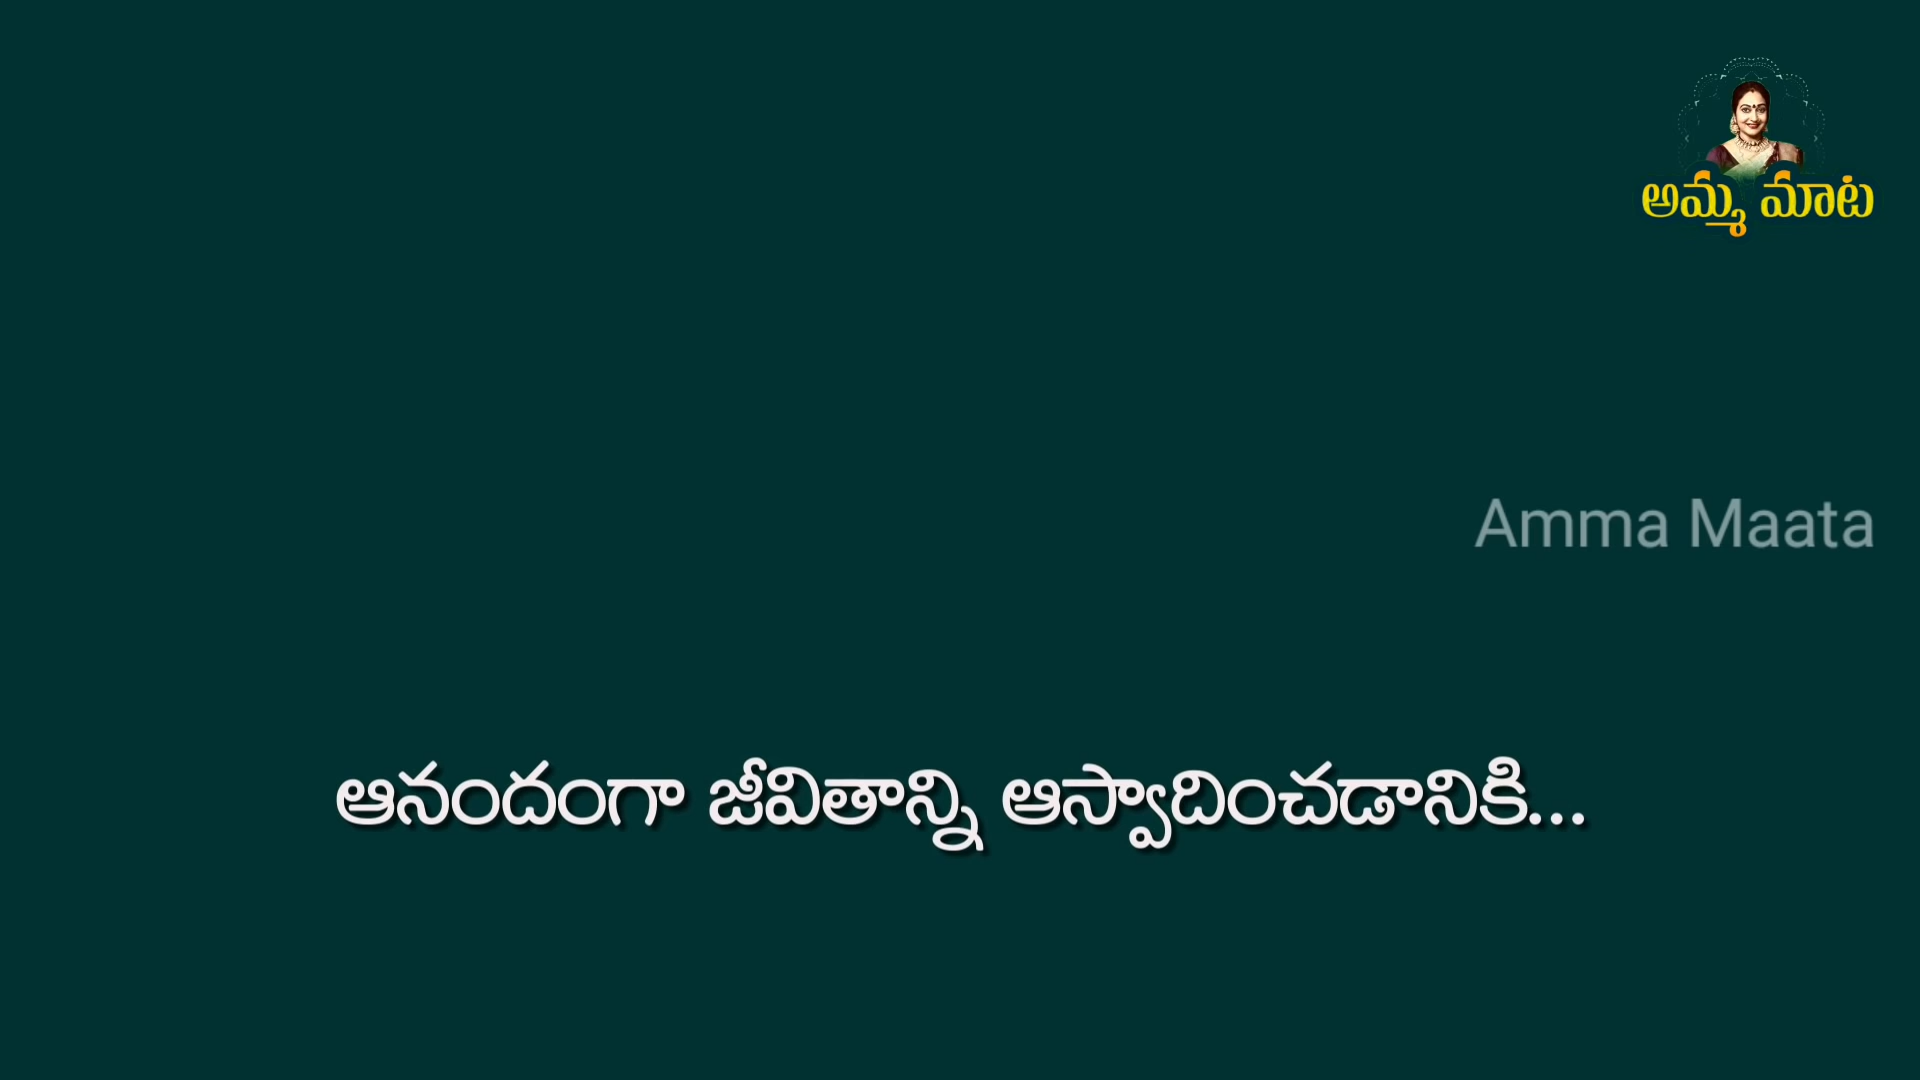 అమ్మ మాట
Amma Maata
ఆనందంగా జీవితాన్ని ఆస్వాదించడానికి...